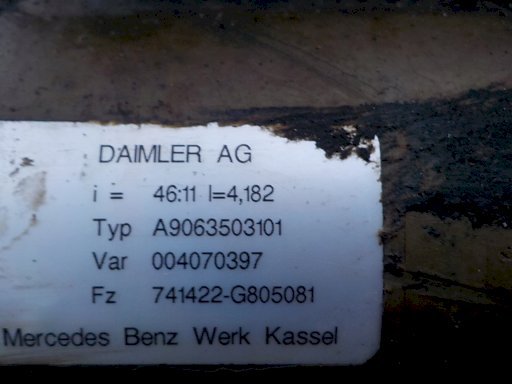 DAIMLER AG
i = 46:11 I=4,182
Typ A9063503101
Var 004070397
Fz 741422-G805081
Mercedes Benz Werk Kassel